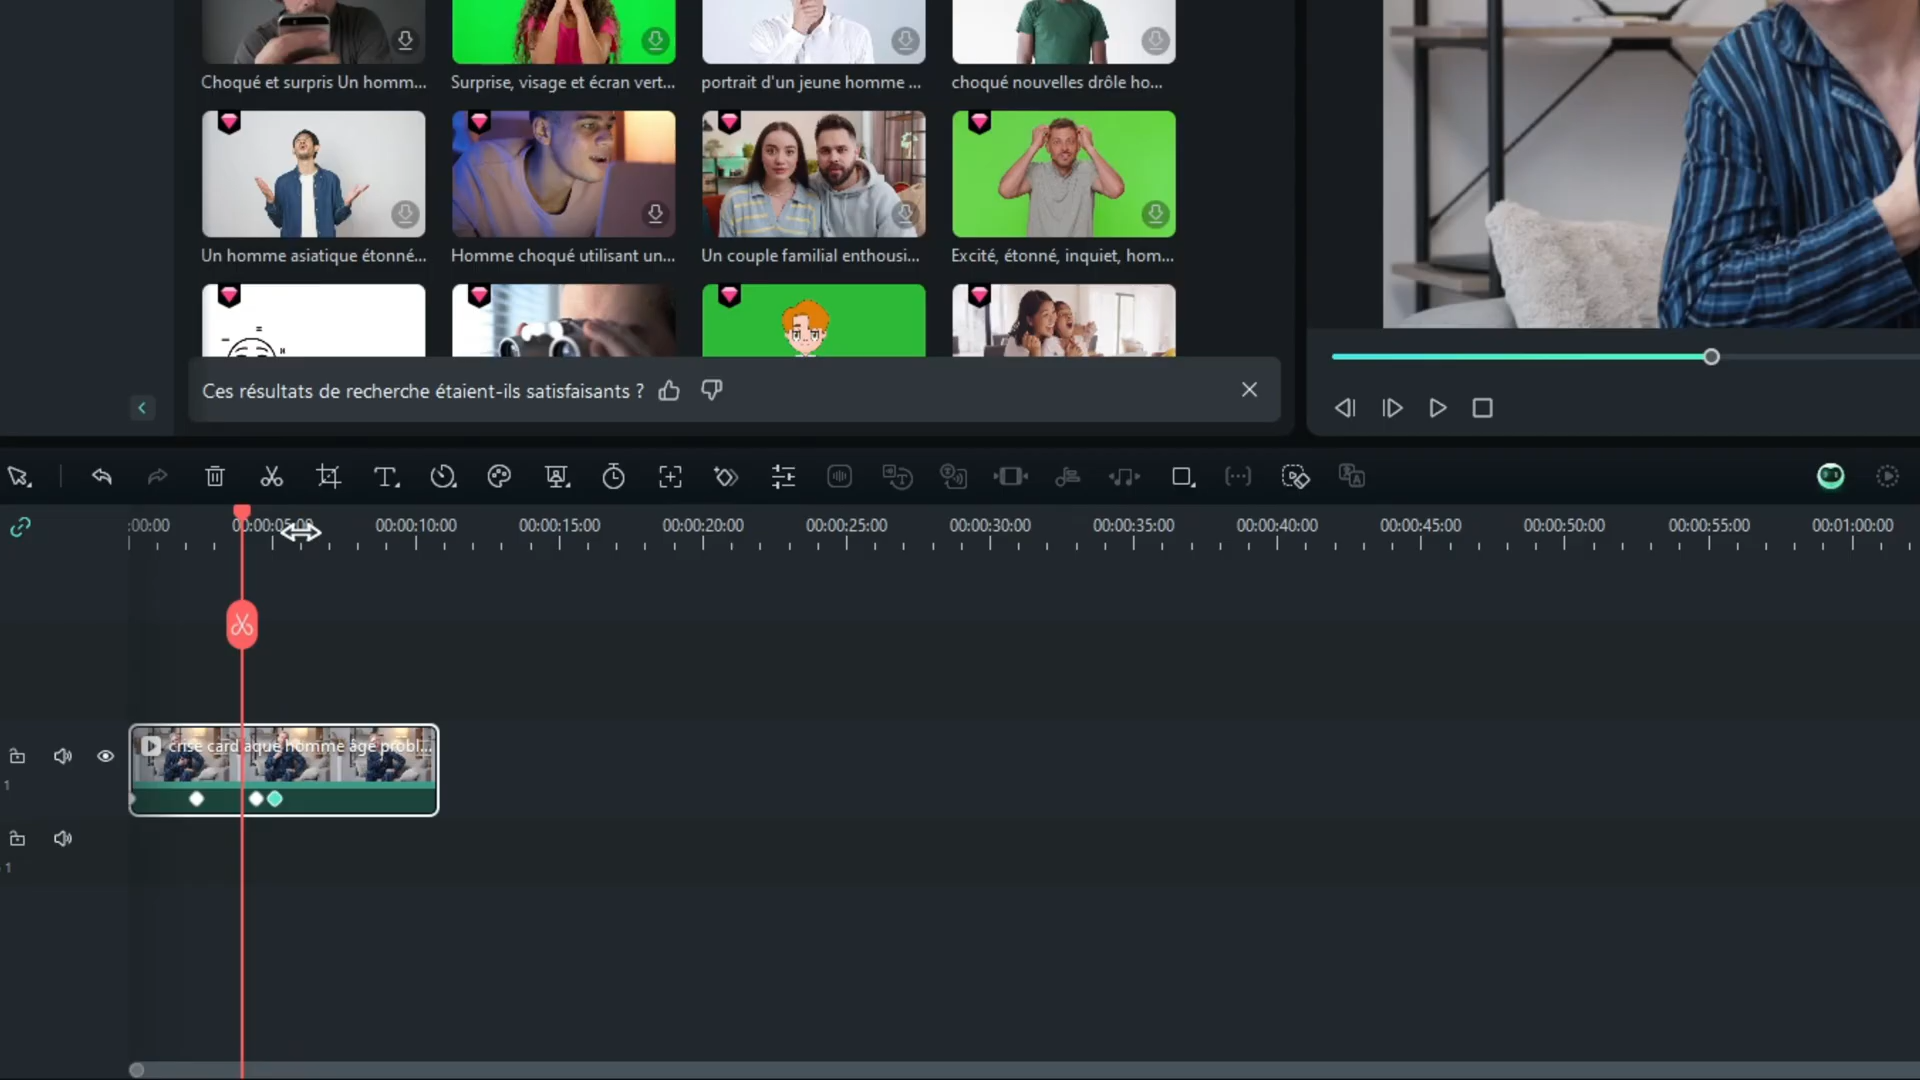 Choqué et surpris Un homm...
Surprise, visage et écran vert...
portrait d'un jeune homme ...
choqué nouvelles drôle ho...
Un homme asiatique étonné...
Homme choqué utilisant un...
Un couple familial enthousi...
Excité, étonné, inquiet, hom...
Ces résultats de recherche étaient-ils satisfaisants ?
:00:00
00:00:05:00
00:00:10:00
00:00:15:00
00:00:20:00
00:00:25:00
00:00:30:00
00:00:35:00
00:00:40:00
00:00:45:00
00:00:50:00
00:00:55:00
00:01:00:00
crise cardiaque homme âgé probl...
1
1